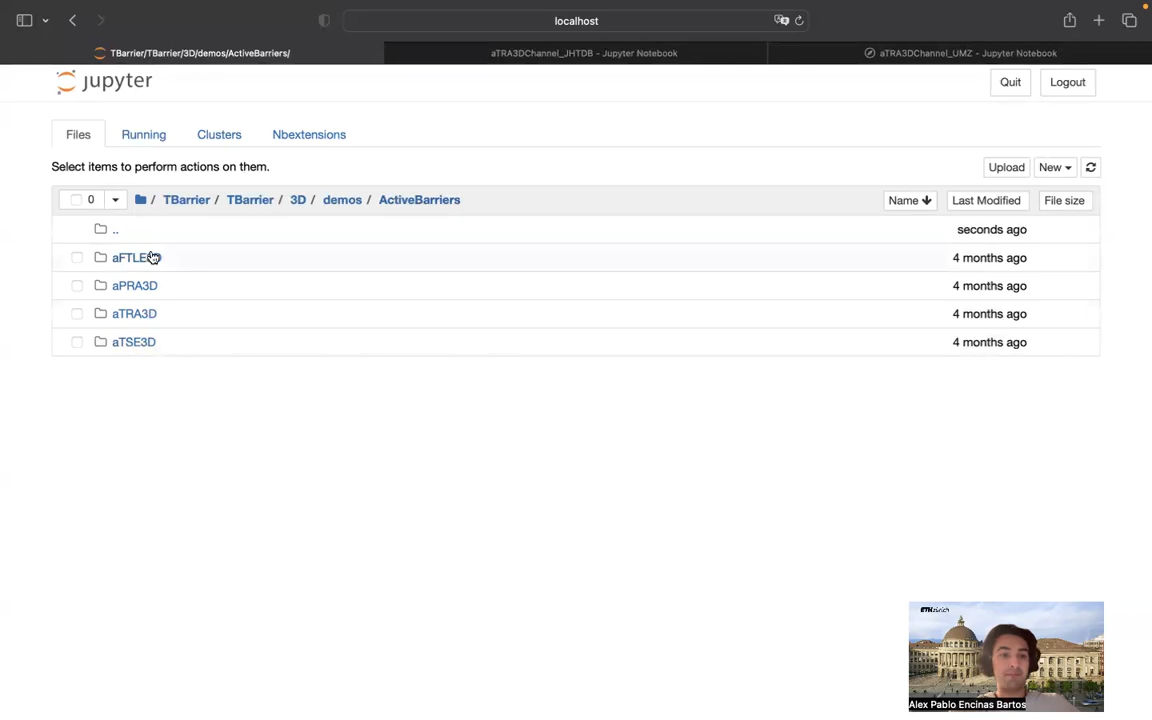 localhost
TBarrier/TBarrier/3D/demos/ActiveBarriers/
aTRA3DChannel_JHTDB - Jupyter Notebook
aTRA3DChannel_UMZ - Jupyter Notebook
jupyter
Quit
Logout
Files
Running
Clusters
Nbextensions
Select items to perform actions on them.
Upload
New
0
/ TBarrier / TBarrier / 3D / demos / ActiveBarriers
Name
Last Modified
File size
..
seconds ago
4 months ago
aPRA3D
4 months ago
aTRA3D
4 months ago
aTSE3D
4 months ago
ETH zürich
Alex Pablo Encinas Bartos